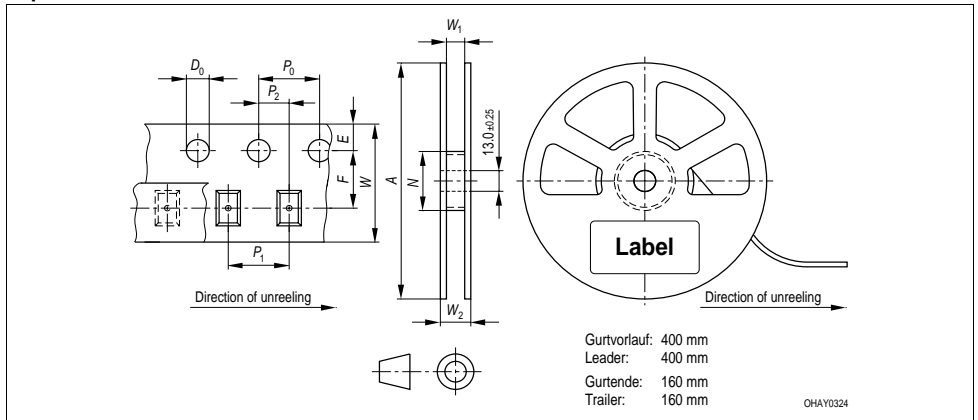 W1
D0
P0
P2
E
F
W
A
N
13.0±0.25
Label
P1
W2
Direction of unreeling
Direction of unreeling
Gurtvorlauf: 400 mm
Leader: 400 mm
Gurtende: 160 mm
Trailer: 160 mm
OHAY0324